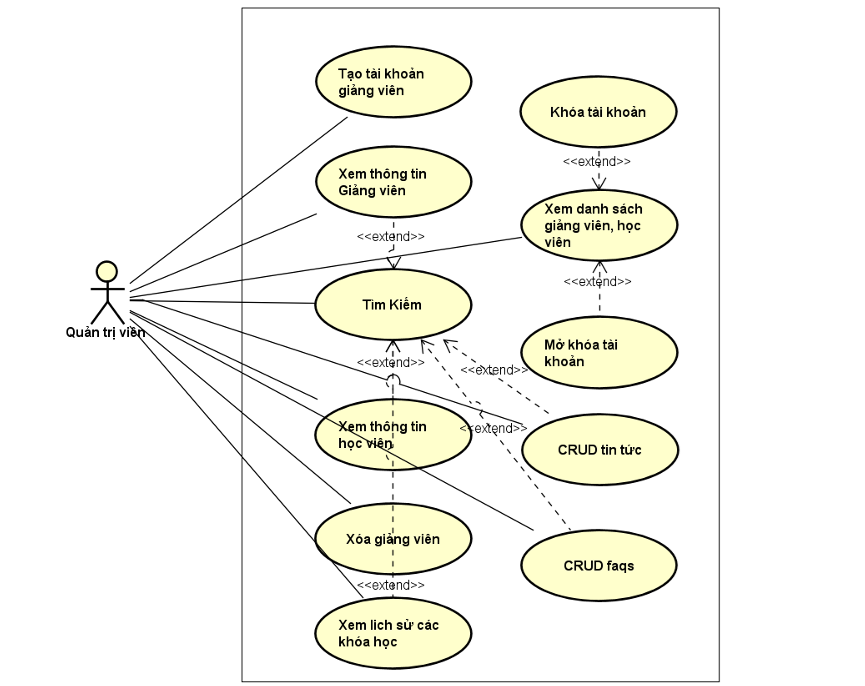 Tạo tài khoản
giảng viên
Khóa tài khoản
<<extend>>
Xem thông tin
Giảng viên
Xem danh sách
giảng viên, học
viên
<<extend>>
<<extend>>
Tìm Kiếm
Quản trị viên
Mở khóa tài
khoản
<<extend>>
<<extend>>
Xem thông tin
học viên
<<extend>>
CRUD tin tức
Xóa giảng viên
CRUD faqs
<<extend>>
Xem lich sử các
khóa học